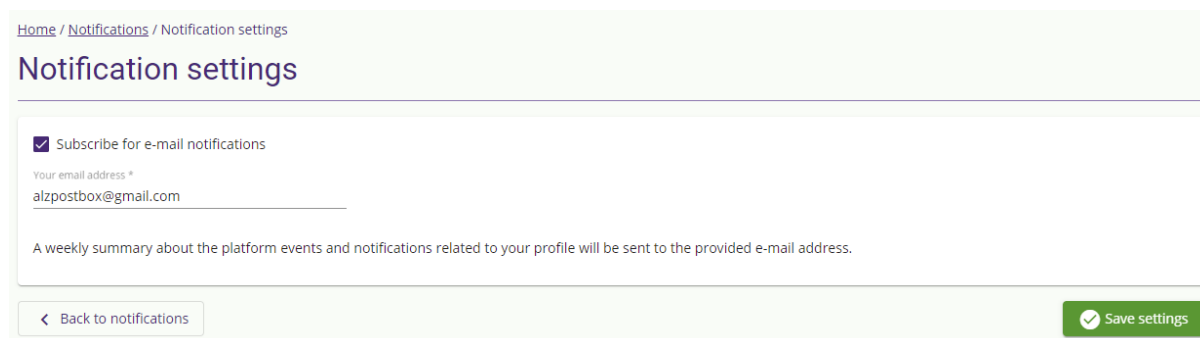 Home / Notifications / Notification settings
Notification settings
Subscribe for e-mail notifications
Your email address *
alzpostbox@gmail.com
A weekly summary about the platform events and notifications related to your profile will be sent to the provided e-mail address.
Back to notifications
Save settings